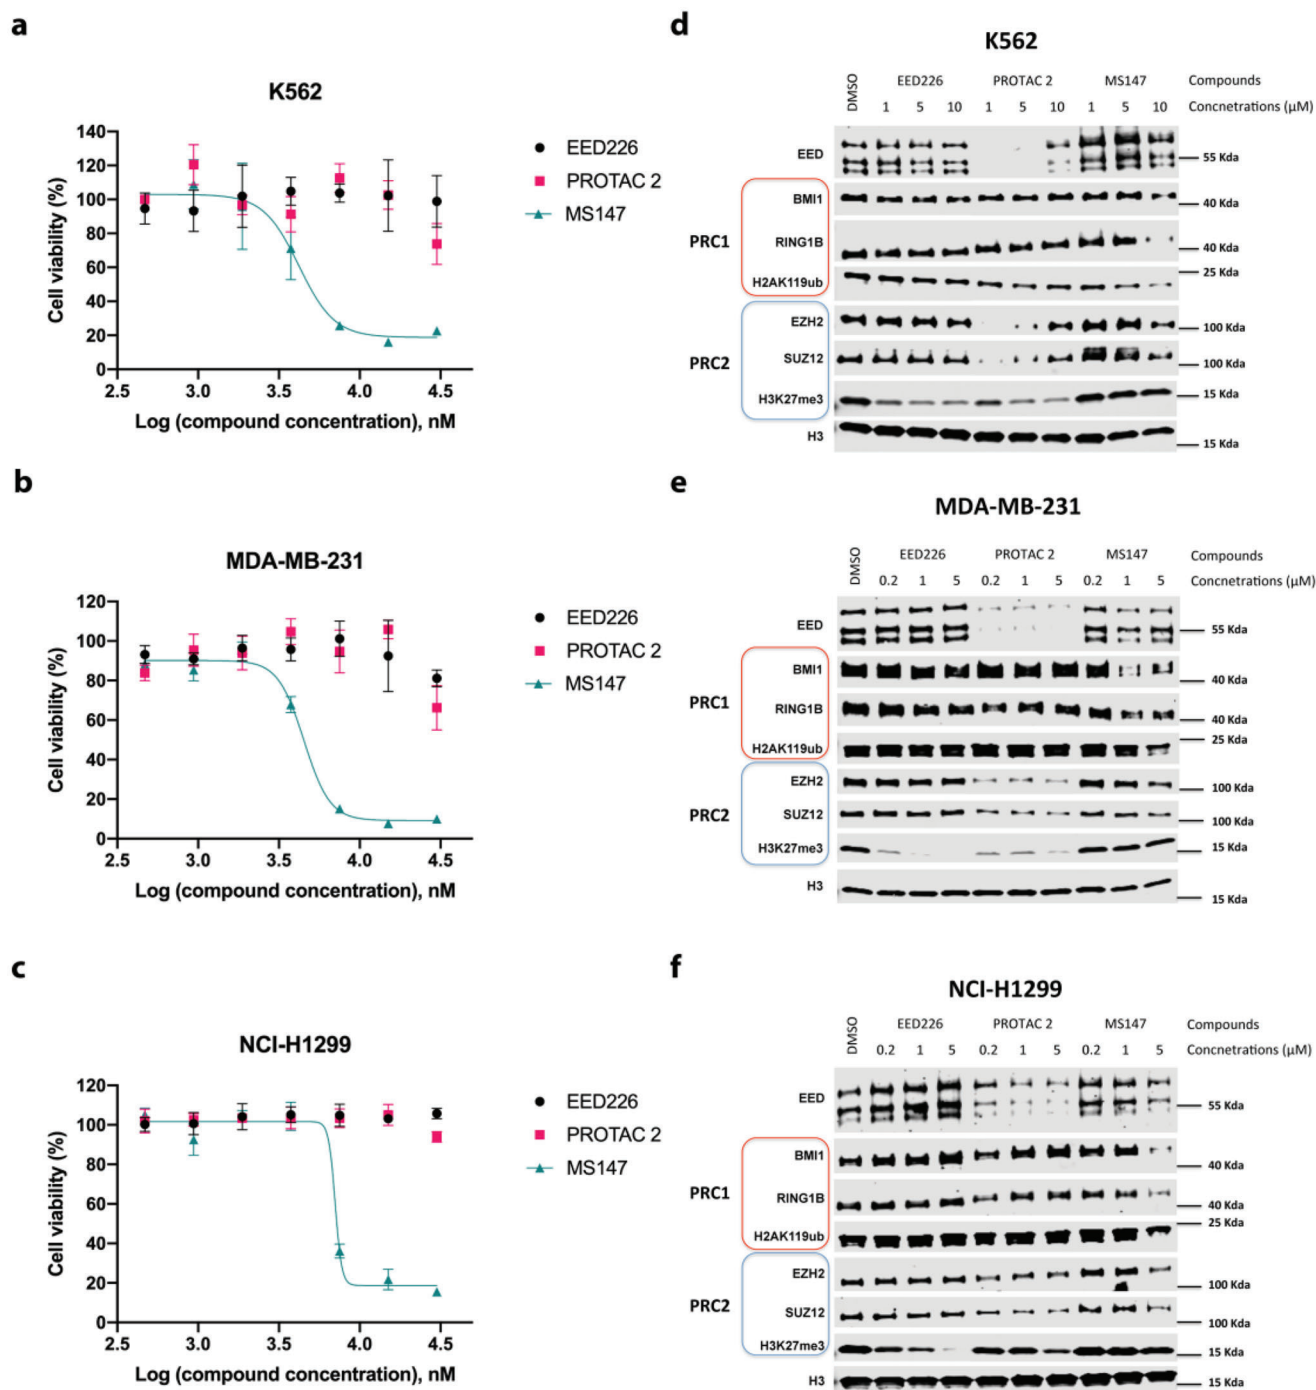 a
K562
140
120
100
80
60
40
20
0
Cell viability (%)
2.5 3.0 3.5 4.0 4.5
Log (compound concentration), nM
EED226
PROTAC 2
MS147
b
MDA-MB-231
120
100
80
60
40
20
0
Cell viability (%)
2.5 3.0 3.5 4.0 4.5
Log (compound concentration), nM
EED226
PROTAC 2
MS147
c
NCI-H1299
120
100
80
60
40
20
0
Cell viability (%)
2.5 3.0 3.5 4.0 4.5
Log (compound concentration), nM
EED226
PROTAC 2
MS147
d
K562
DMSO EED226 PROTAC 2 MS147 Compounds
1 5 10 1 5 10 1 5 10 Concnetrations (μM)
EED 55 Kda
PRC1
BMI1 40 Kda
RING1B 40 Kda
H2AK119ub 25 Kda
PRC2
EZH2 100 Kda
SUZ12 100 Kda
H3K27me3 15 Kda
H3 15 Kda
e
MDA-MB-231
DMSO EED226 PROTAC 2 MS147 Compounds
0.2 1 5 0.2 1 5 0.2 1 5 Concnetrations (μM)
EED 55 Kda
PRC1
BMI1 40 Kda
RING1B 40 Kda
H2AK119ub 25 Kda
PRC2
EZH2 100 Kda
SUZ12 100 Kda
H3K27me3 15 Kda
H3 15 Kda
f
NCI-H1299
DMSO EED226 PROTAC 2 MS147 Compounds
0.2 1 5 0.2 1 5 0.2 1 5 Concnetrations (μM)
EED 55 Kda
PRC1
BMI1 40 Kda
RING1B 40 Kda
H2AK119ub 25 Kda
PRC2
EZH2 100 Kda
SUZ12 100 Kda
H3K27me3 15 Kda
H3 15 Kda